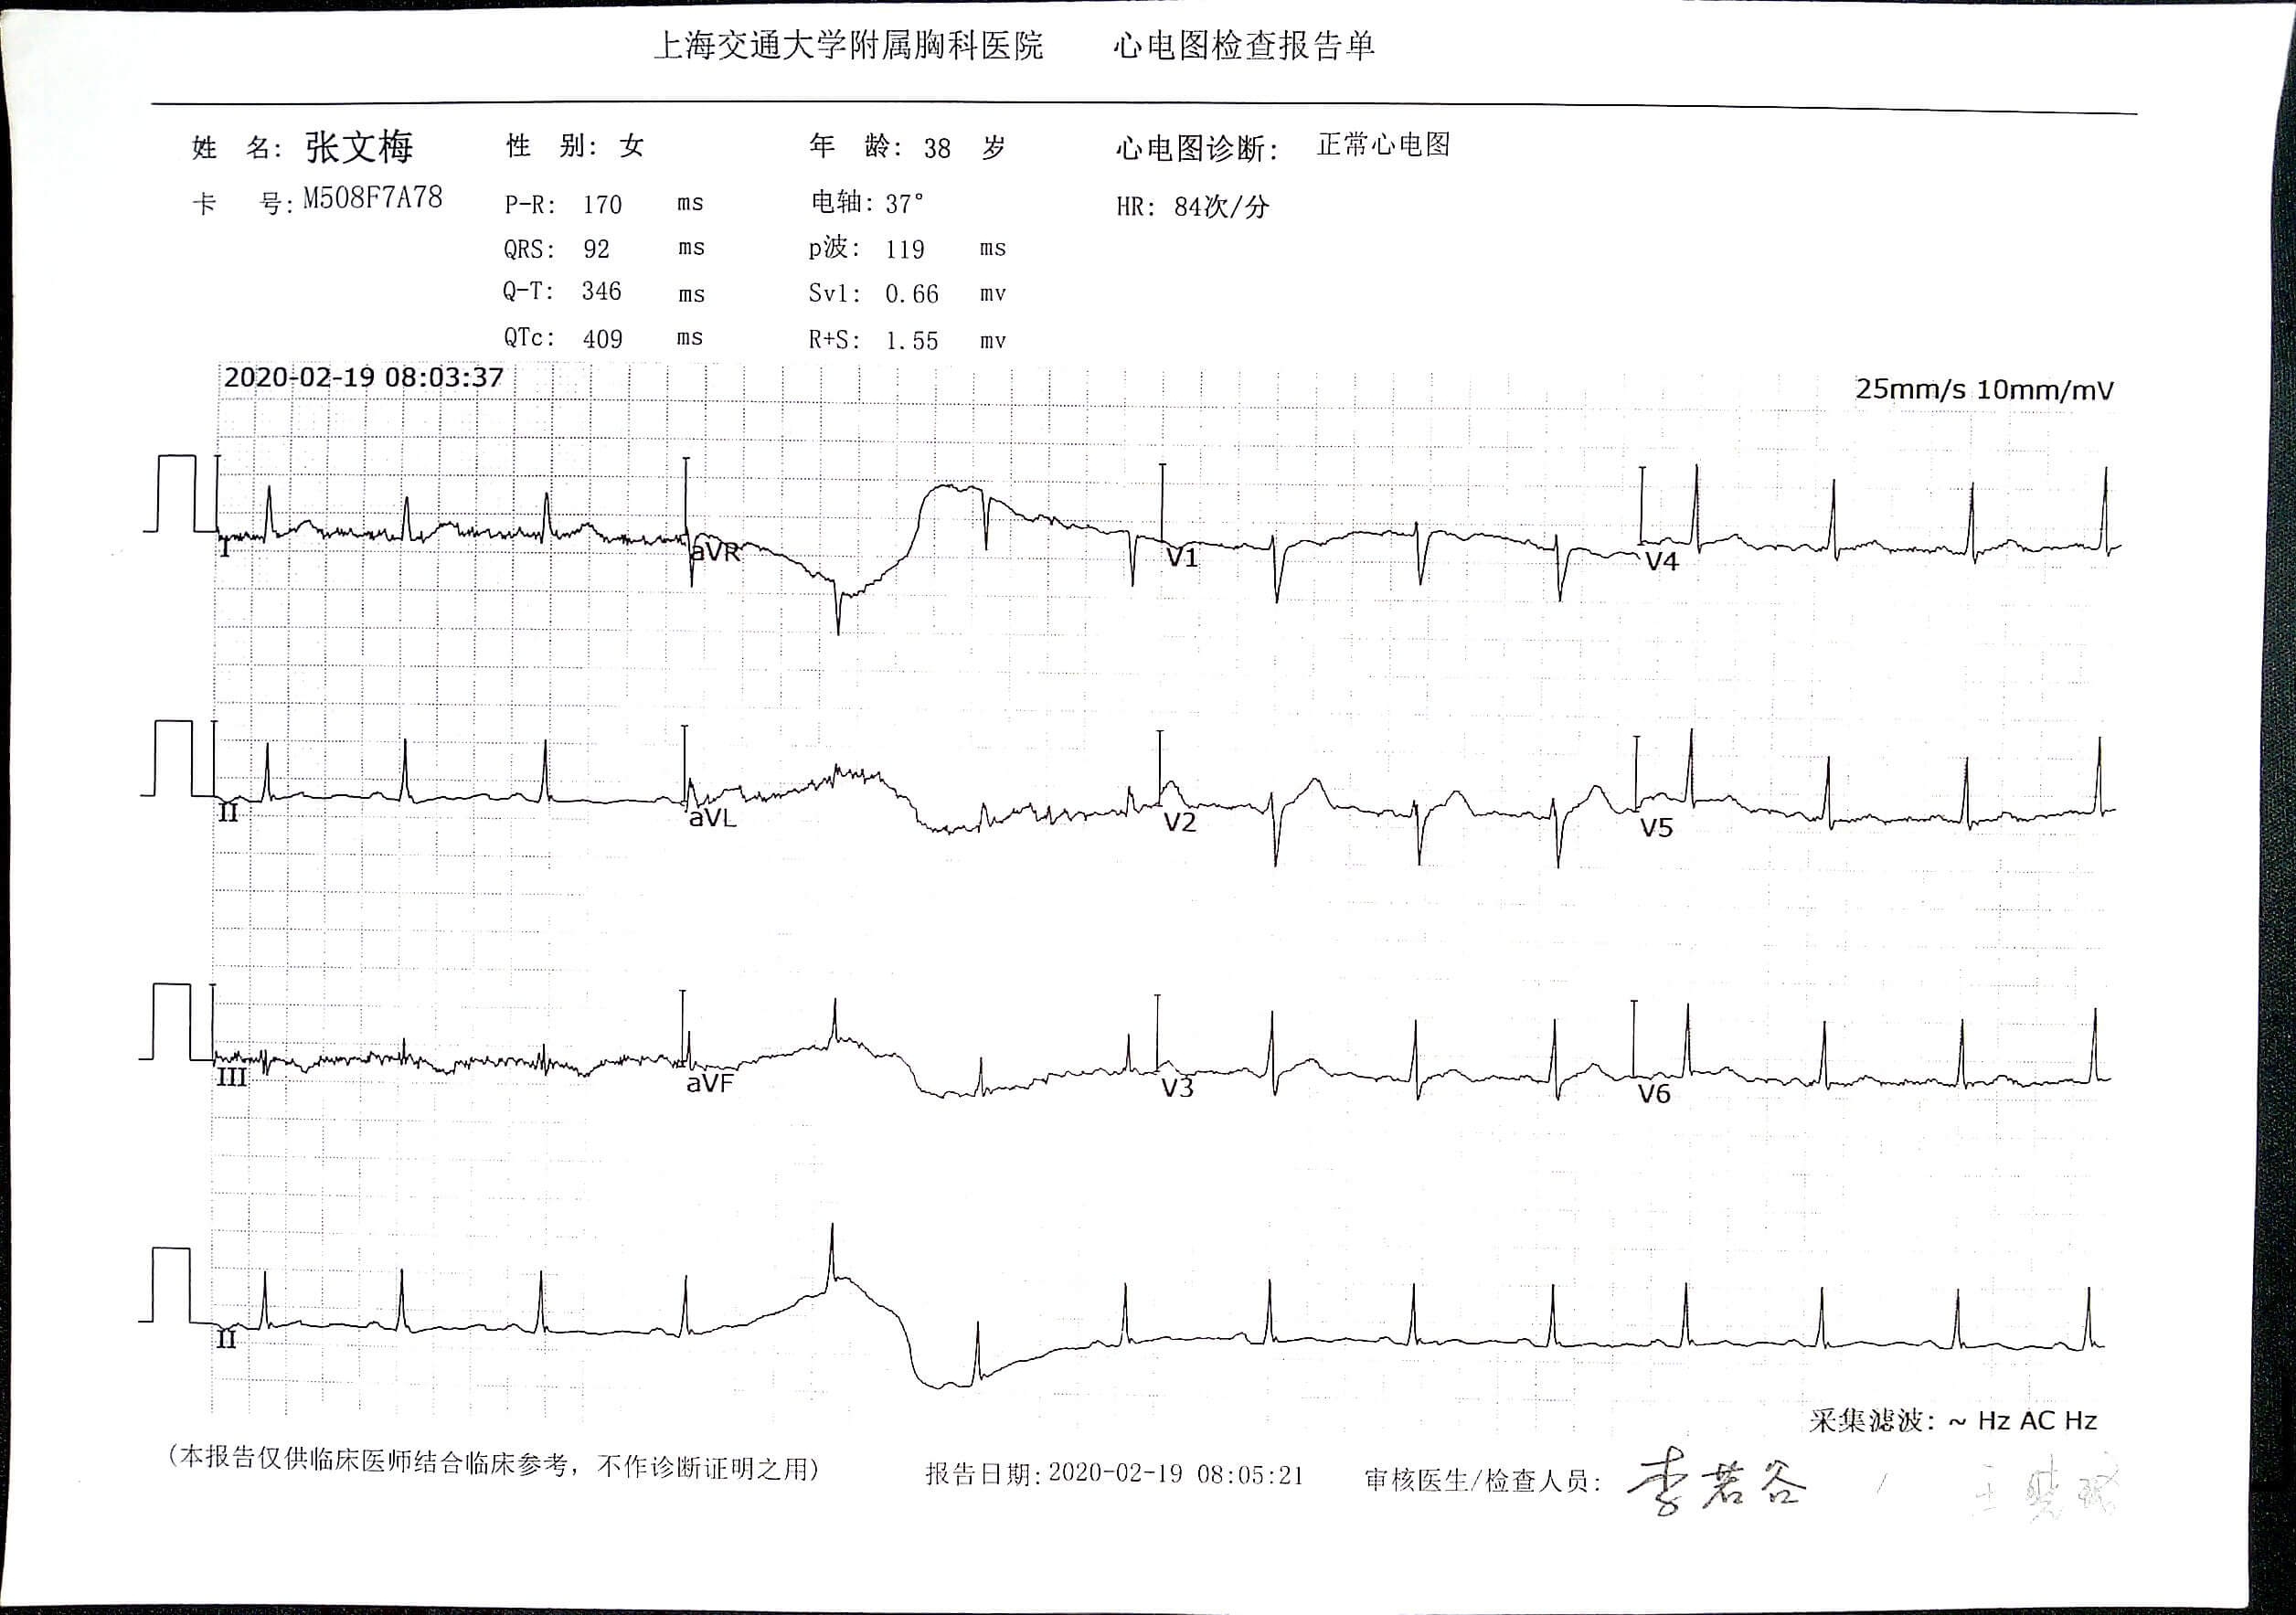 上海交通大学附属胸科医院 心电图检查报告单
姓 名: 张文梅 性 别: 女 年 龄: 38 岁 心电图诊断: 正常心电图
卡 号: M508F7A78 P-R: 170 ms 电轴: 37° HR: 84次/分
QRS: 92 ms p波: 119 ms
Q-T: 346 ms Sv1: 0.66 mv
QTc: 409 ms R+S: 1.55 mv
2020-02-19 08:03:37 25mm/s 10mm/mV
I aVR V1 V4
II aVL V2 V5
III aVF V3 V6
II
采集滤波: ~ Hz AC Hz
(本报告仅供临床医师结合临床参考, 不作诊断证明之用) 报告日期: 2020-02-19 08:05:21 审核医生/检查人员: 李若谷 /